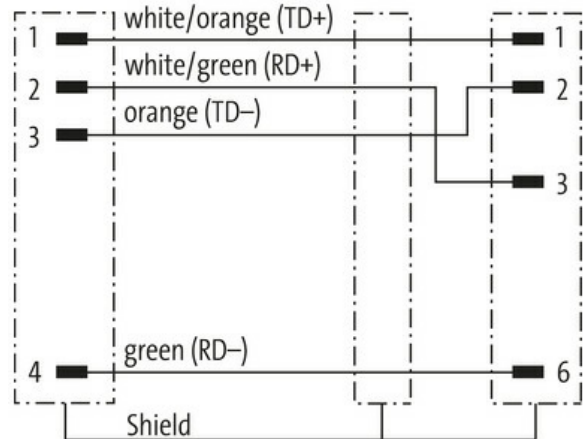 1 white/orange (TD+) 1
2 white/green (RD+) 2
3 orange (TD–)
3
4 green (RD–) 6
Shield